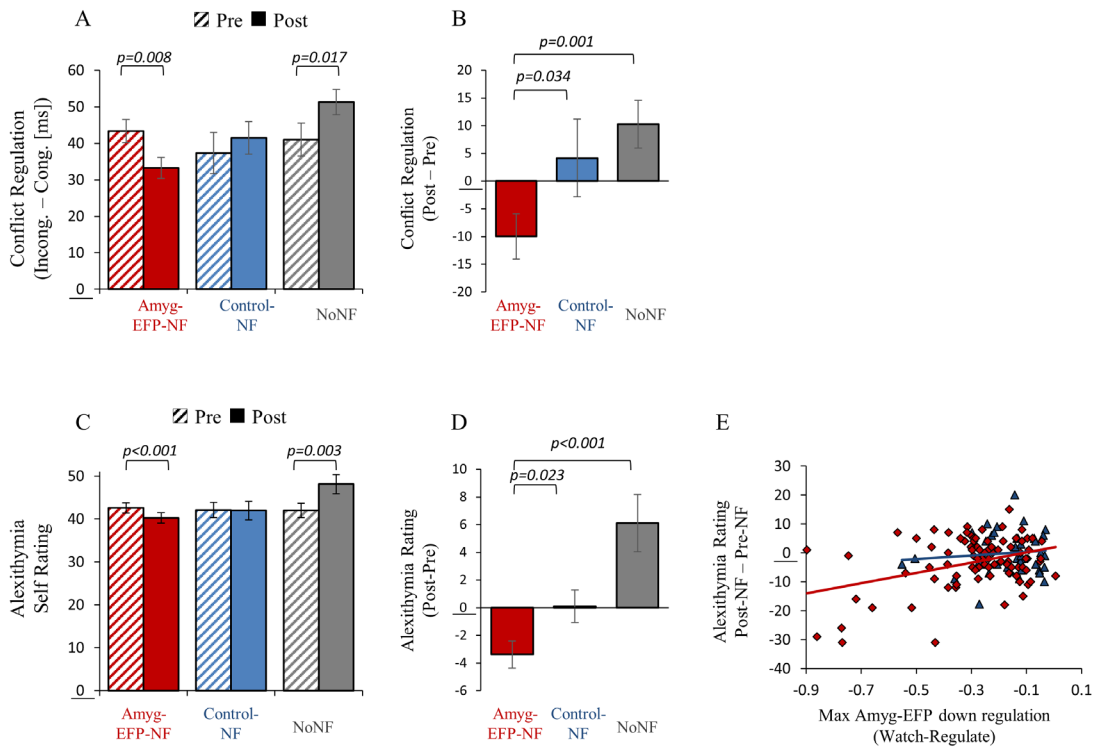 A
Pre Post
p=0.008
p=0.017
Conflict Regulation
(Incong. – Cong. [ms])
60
50
40
30
20
10
0
Amyg-
EFP-NF
Control-
NF
NoNF
B
p=0.001
p=0.034
Conflict Regulation
(Post – Pre)
20
15
10
5
0
-5
-10
-15
-20
Amyg-
EFP-NF
Control-
NF
NoNF
C
Pre Post
p<0.001
p=0.003
Alexithymia
Self Rating
50
40
30
20
10
0
Amyg-
EFP-NF
Control-
NF
NoNF
D
p<0.001
p=0.023
Alexithymia Rating
(Post-Pre)
10
8
6
4
2
0
-2
-4
-6
Amyg-
EFP-NF
Control-
NF
NoNF
E
Alexithymia Rating
Post-NF – Pre-NF
30
20
10
0
-10
-20
-30
-40
-0.9 -0.7 -0.5 -0.3 -0.1 0.1
Max Amyg-EFP down regulation
(Watch-Regulate)